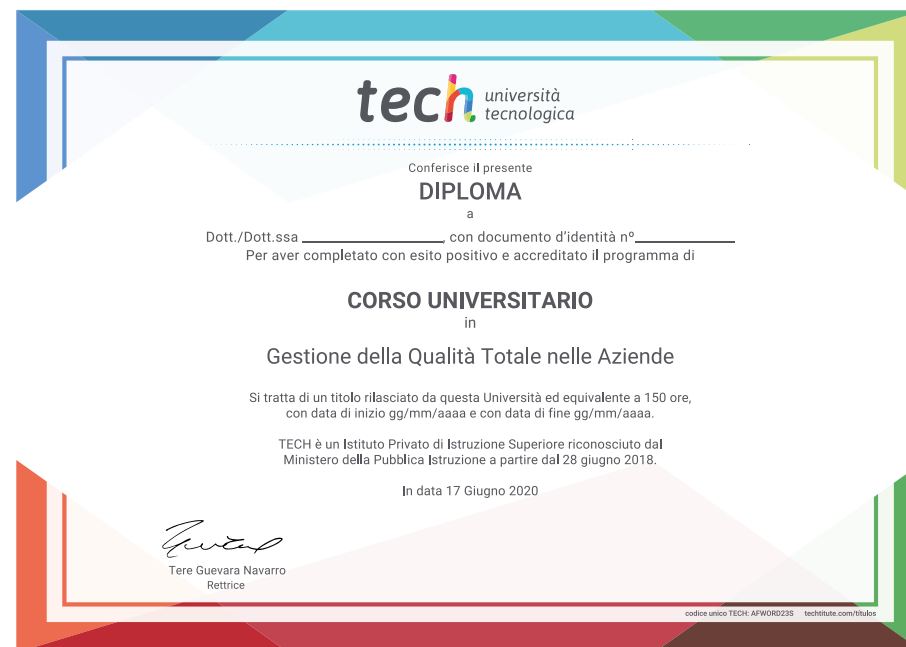 tech università
tecnologica
Conferisce il presente
DIPLOMA
a
Dott./Dott.ssa ____________________, con documento d'identità nº______________
Per aver completato con esito positivo e accreditato il programma di
CORSO UNIVERSITARIO
in
Gestione della Qualità Totale nelle Aziende
Si tratta di un titolo rilasciato da questa Università ed equivalente a 150 ore,
con data di inizio gg/mm/aaaa e con data di fine gg/mm/aaaa.
TECH è un Istituto Privato di Istruzione Superiore riconosciuto dal
Ministero della Pubblica Istruzione a partire dal 28 giugno 2018.
In data 17 Giugno 2020
Tere Guevara Navarro
Rettrice
codice unico TECH: AFWORD23S techtitute.com/titulos